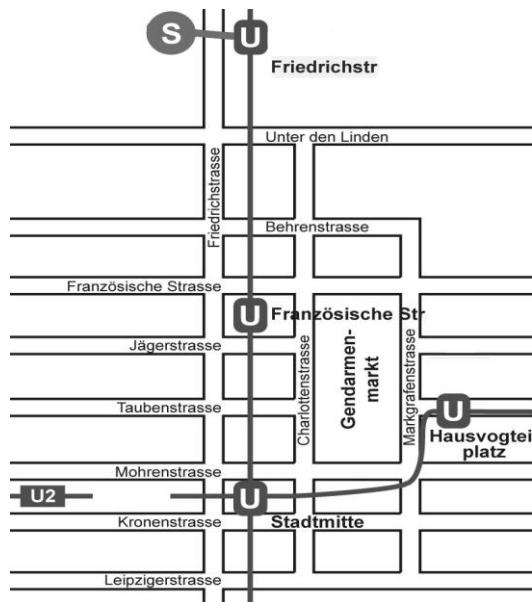 S
U
Friedrichstr
Unter den Linden
Friedrichstrasse
Behrenstrasse
Französische Strasse
U
Französische Str
Jägerstrasse
Charlottenstrasse
Gendarmen-
markt
Markgrafenstrasse
Taubenstrasse
U
Hausvogtei
platz
Mohrenstrasse
U2
U
Stadtmitte
Kronenstrasse
Leipzigerstrasse